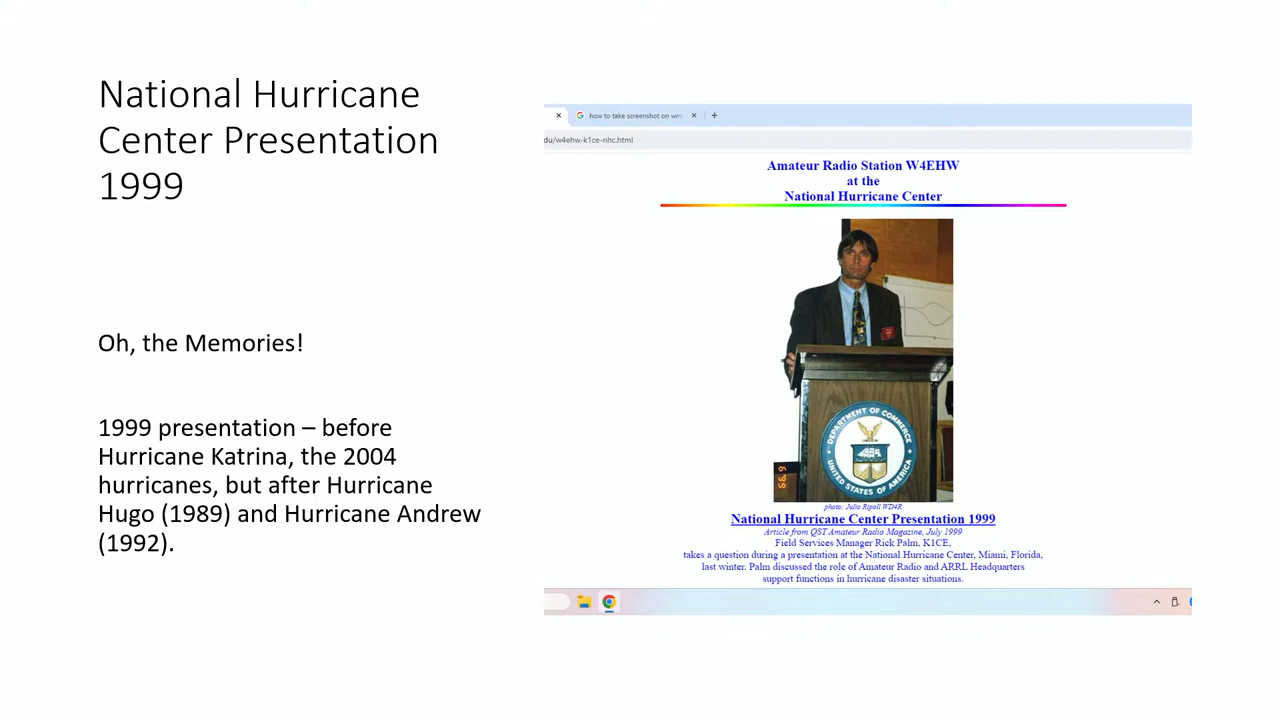 National Hurricane
Center Presentation
1999
Oh, the Memories!
1999 presentation – before
Hurricane Katrina, the 2004
hurricanes, but after Hurricane
Hugo (1989) and Hurricane Andrew
(1992).
how to take screenshot on win
du/w4ehw-k1ce-nhc.html
Amateur Radio Station W4EHW
at the
National Hurricane Center
DEPARTMENT OF COMMERCE
UNITED STATES OF AMERICA
photo: Julio Ripoll WD4R
National Hurricane Center Presentation 1999
Article from QST Amateur Radio Magazine, July 1999
Field Services Manager Rick Palm, K1CE,
takes a question during a presentation at the National Hurricane Center, Miami, Florida,
last winter. Palm discussed the role of Amateur Radio and ARRL Headquarters
support functions in hurricane disaster situations.